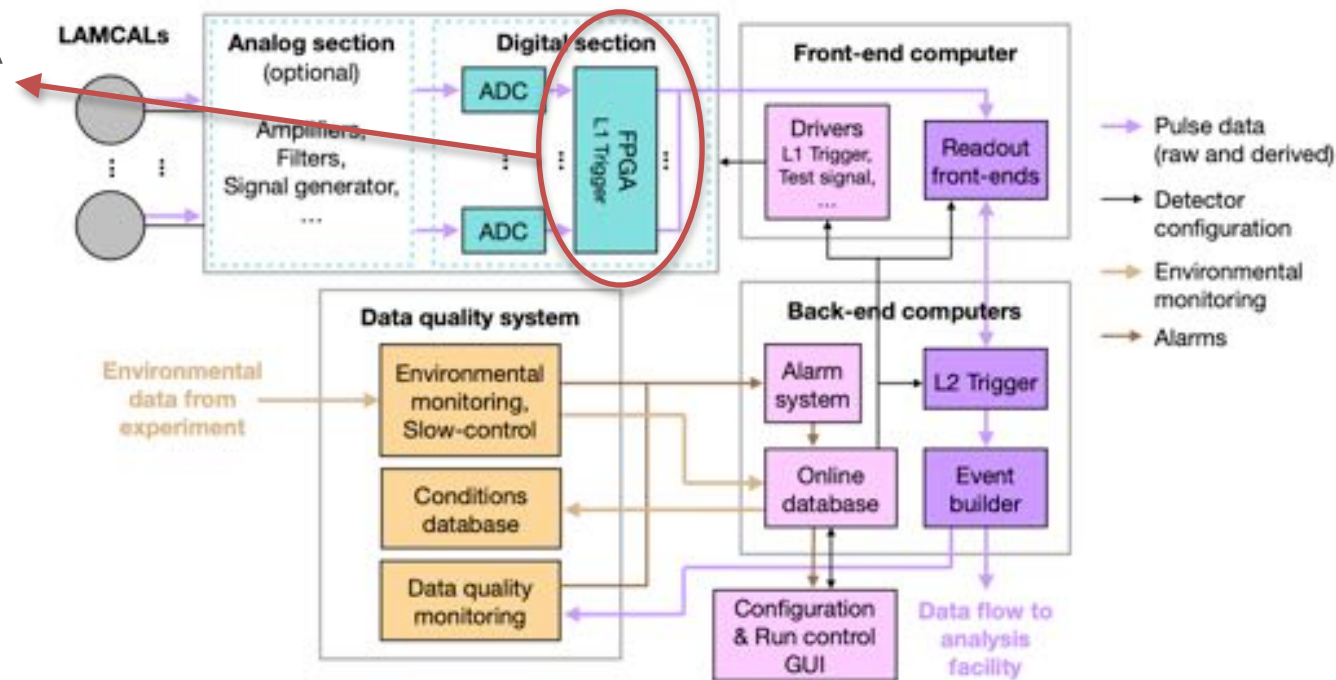 LAMCALs
Analog section
(optional)
Amplifiers,
Filters,
Signal generator,
...
Digital section
ADC
ADC
FPGA
L1 Trigger
Front-end computer
Drivers
L1 Trigger,
Test signal,
...
Readout
front-ends
Pulse data
(raw and derived)
Detector
configuration
Environmental
monitoring
Alarms
Data quality system
Environmental
data from
experiment
Environmental
monitoring,
Slow-control
Conditions
database
Data quality
monitoring
Back-end computers
Alarm
system
L2 Trigger
Online
database
Event
builder
Configuration
& Run control
GUI
Data flow to
analysis
facility